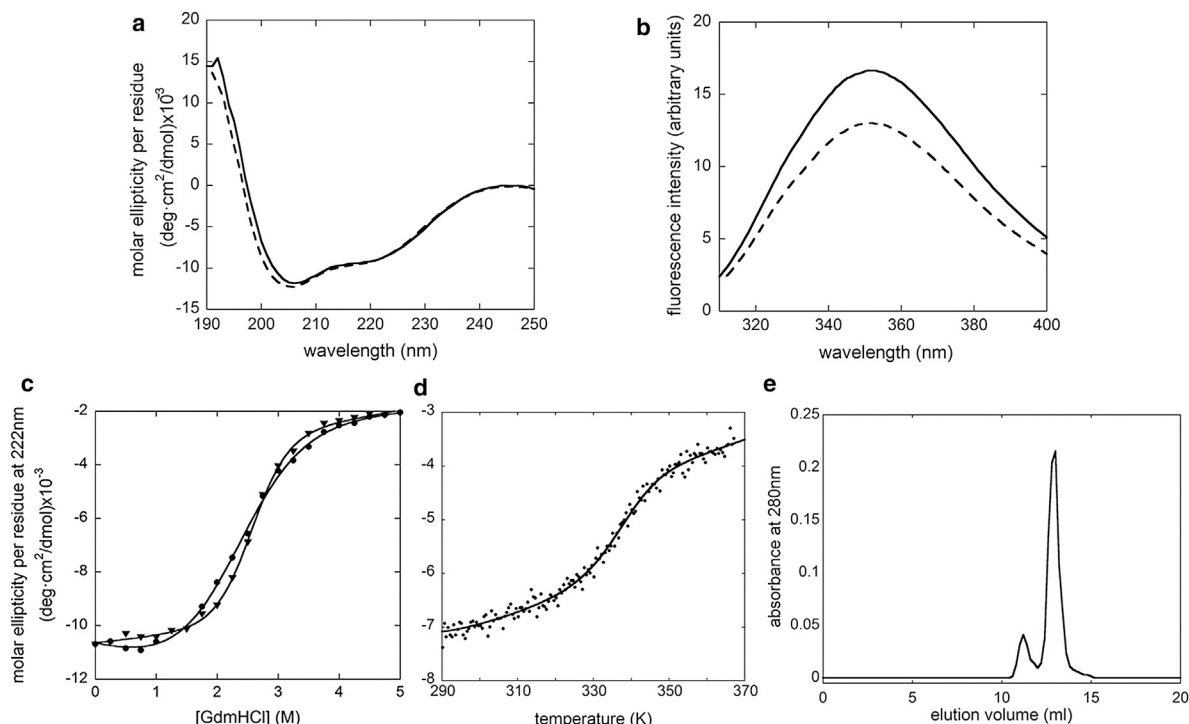 a
20
15
10
5
0
-5
-10
-15
190 200 210 220 230 240 250
wavelength (nm)
molar ellipticity per residue
(deg·cm²/dmol)x10⁻³
b
20
15
10
5
0
320 340 360 380 400
wavelength (nm)
fluorescence intensity (arbitrary units)
c
-2
-4
-6
-8
-10
-12
0 1 2 3 4 5
[GdmHCl] (M)
molar ellipticity per residue at 222nm
(deg·cm²/dmol)x10⁻³
d
-3
-4
-5
-6
-7
-8
290 310 330 350 370
temperature (K)
e
0.25
0.2
0.15
0.1
0.05
0
0 5 10 15 20
elution volume (ml)
absorbance at 280nm